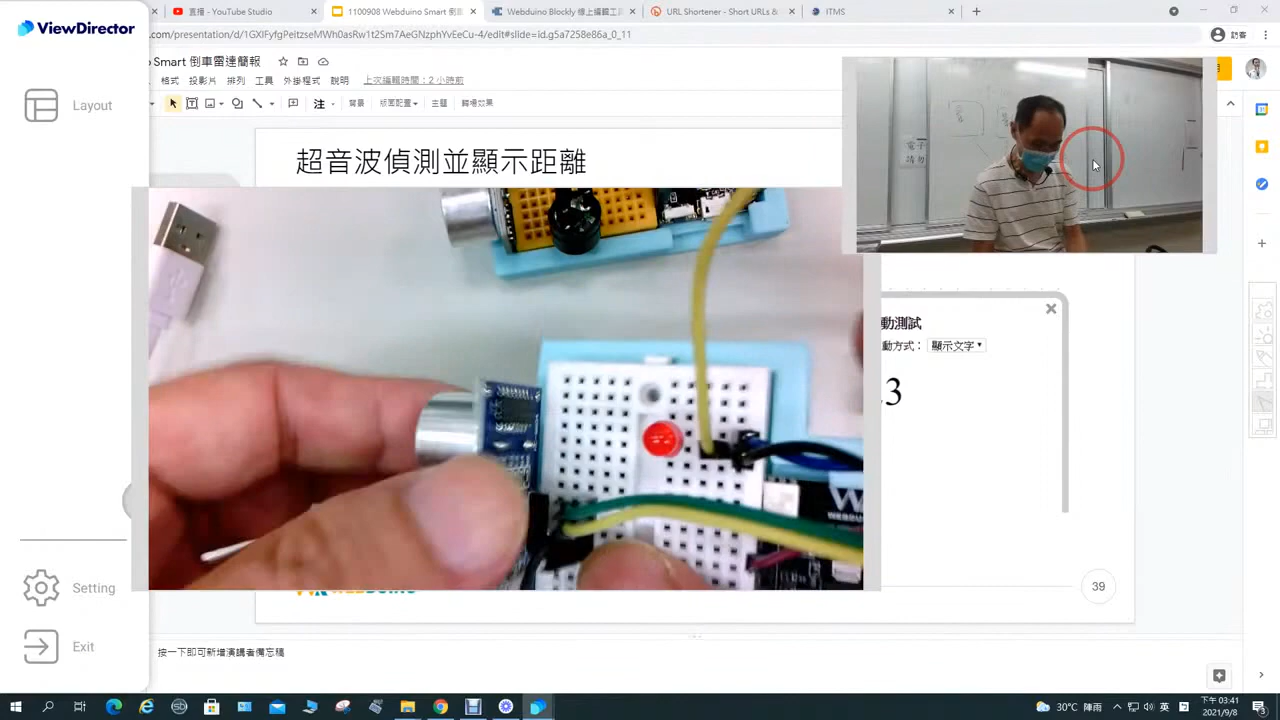 ViewDirector
Layout
Setting
Exit
直播 - YouTube Studio
1100908 Webduino Smart 倒
Webduino Blockly 線上編輯工具
URL Shortener - Short URLs &
iTMS
.com/presentation/d/1GXIFyfgPeitzseMWh0asRw1t2Sm7AeGNzphYvEeCu-4/edit#slide=id.g5a7258e86a_0_11
訪客
Smart 倒車雷達簡報
格式 投影片 排列 工具 外掛程式 說明 上次編輯時間：2 小時前
注 背景 版面配置 主題 轉場效果
超音波偵測並顯示距離
電子
請勿
動測試
動方式： 顯示文字
.3
39
按一下即可新增演講者備忘稿
30°C 陣雨
英
下午 03:41
2021/9/8
3